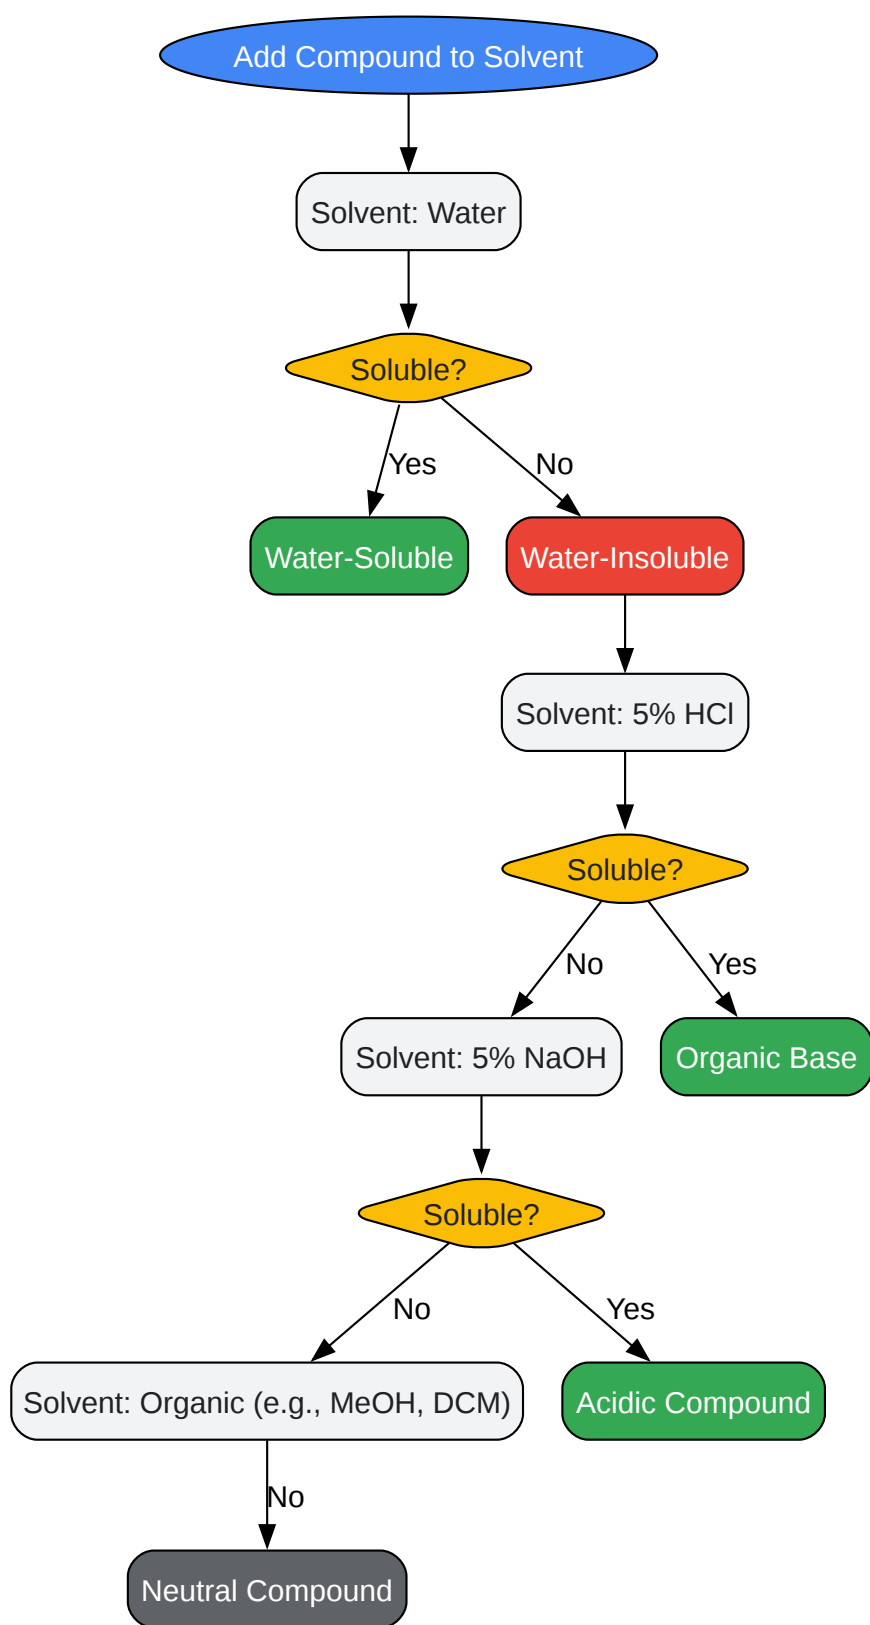 Add Compound to Solvent
Solvent: Water
Soluble?
Yes
No
Water-Soluble
Water-Insoluble
Solvent: 5% HCl
Soluble?
No
Yes
Solvent: 5% NaOH
Organic Base
Soluble?
No
Yes
Solvent: Organic (e.g., MeOH, DCM)
Acidic Compound
No
Neutral Compound